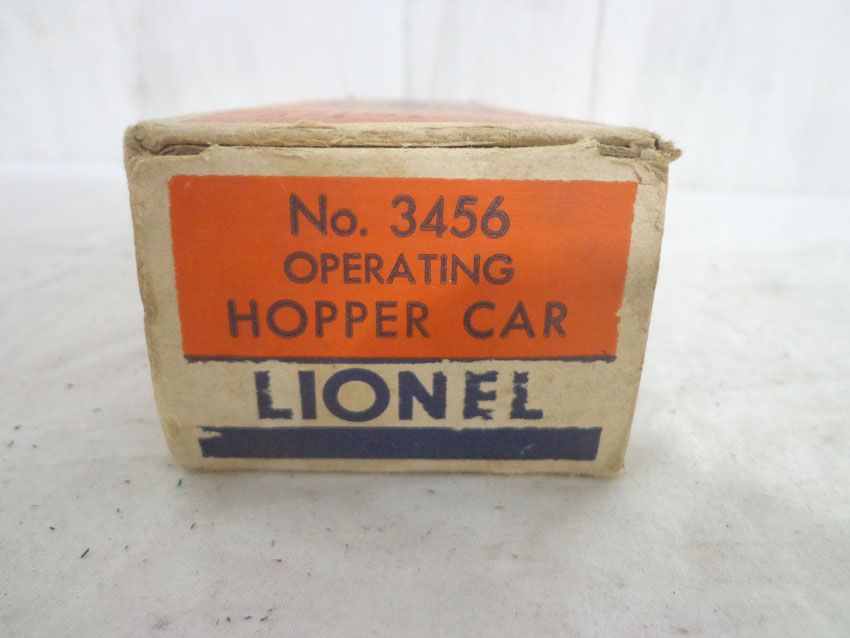 No. 3456
OPERATING
HOPPER CAR
LIONEL